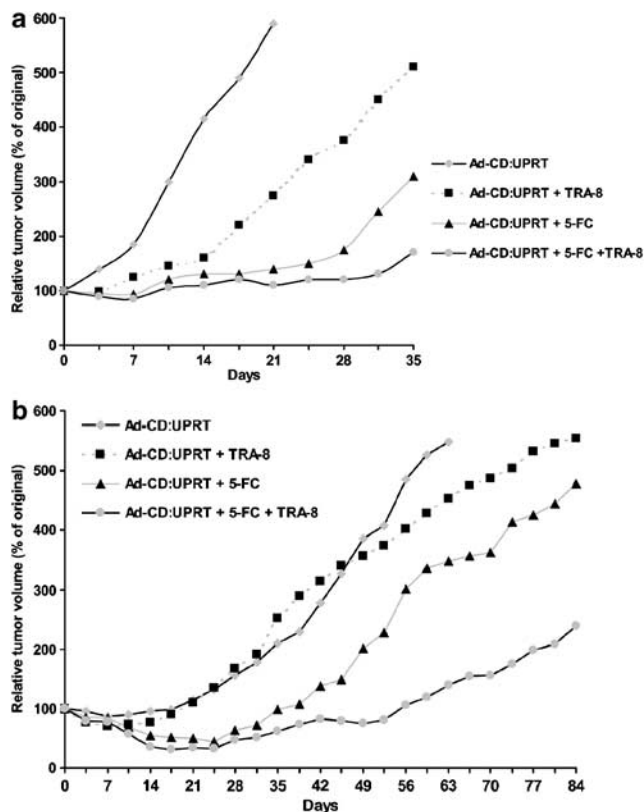 a
Relative tumor volume (% of original)
600
500
400
300
200
100
0
0 7 14 21 28 35
Days
Ad-CD:UPRT
Ad-CD:UPRT + TRA-8
Ad-CD:UPRT + 5-FC
Ad-CD:UPRT + 5-FC +TRA-8
b
Relative tumor volume (% of original)
600
500
400
300
200
100
0
0 7 14 21 28 35 42 49 56 63 70 77 84
Days
Ad-CD:UPRT
Ad-CD:UPRT + TRA-8
Ad-CD:UPRT + 5-FC
Ad-CD:UPRT + 5-FC + TRA-8